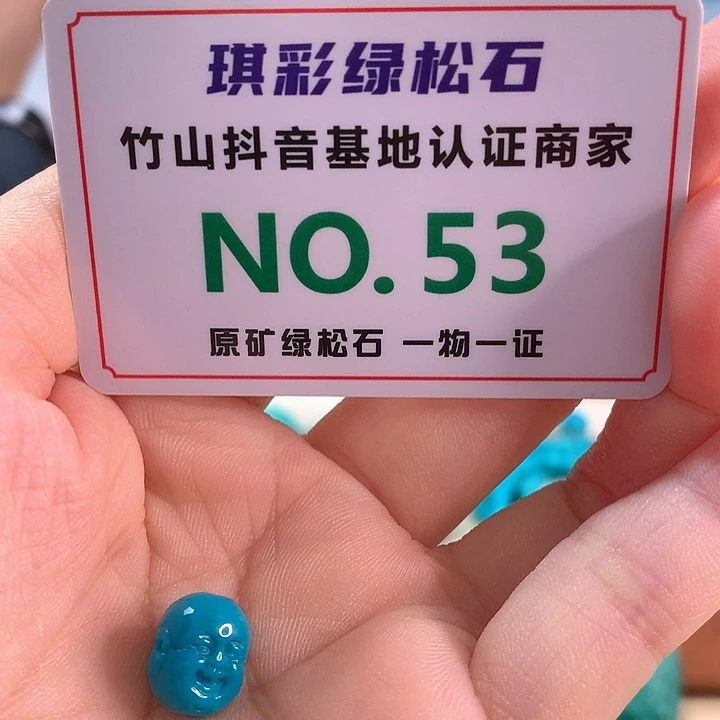 琪彩绿松石
竹山抖音基地认证商家
NO.53
原矿绿松石 一物一证